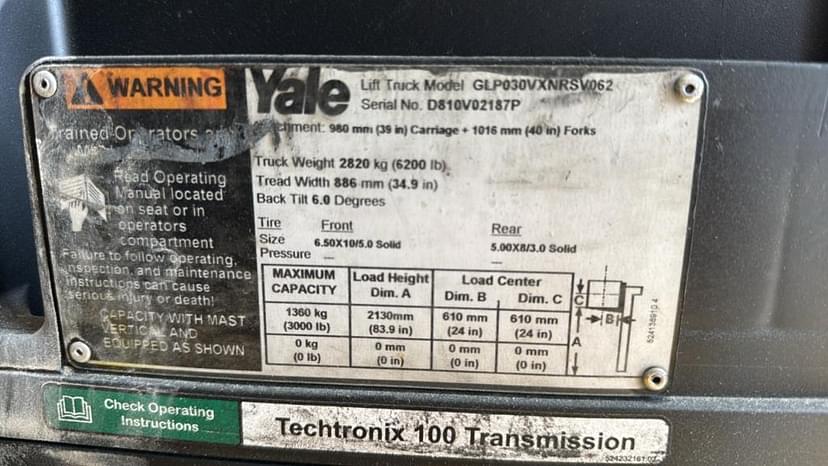 WARNING
Trained Operators
Read Operating
Manual located
on seat or in
operators
compartment
Failure to follow operating,
inspection, and maintenance
instructions can cause
serious injury or death!
CAPACITY WITH MAST
VERTICAL AND
EQUIPPED AS SHOWN
Yale
Lift Truck Model GLP030VXNRSV062
Serial No. D810V02187P
980 mm (39 in) Carriage + 1016 mm (40 in) Forks
Truck Weight 2820 kg (6200 lb)
Tread Width 886 mm (34.9 in)
Back Tilt 6.0 Degrees
Tire Front Rear
Size 6.50X10/5.0 Solid 5.00X8/3.0 Solid
Pressure — —
MAXIMUM CAPACITY Load Height Dim. A Load Center Dim. B Dim. C
1360 kg (3000 lb) 2130mm (83.9 in) 610 mm (24 in) 610 mm (24 in)
0 kg (0 lb) 0 mm (0 in) 0 mm (0 in) 0 mm (0 in)
C
B
A
Check Operating
Instructions
Techtronix 100 Transmission